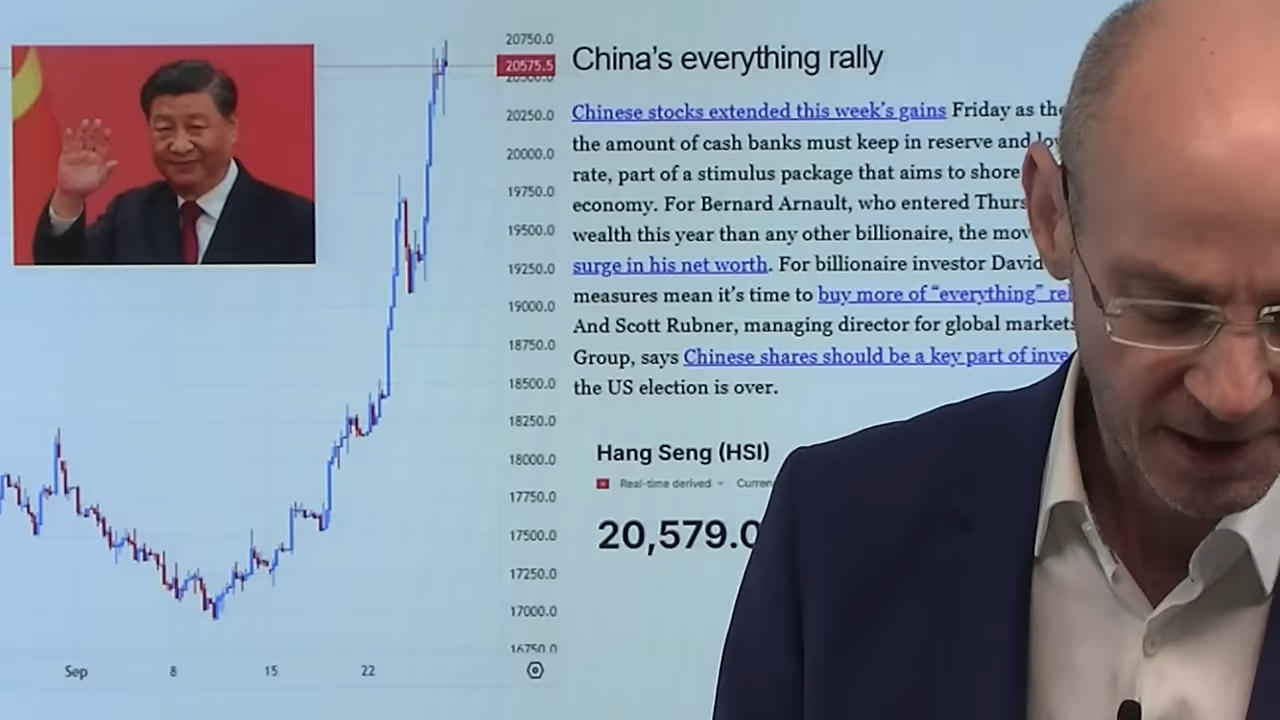 20750.0
20575.5
20500.0
20250.0
20000.0
19750.0
19500.0
19250.0
19000.0
18750.0
18500.0
18250.0
18000.0
17750.0
17500.0
17250.0
17000.0
16750.0
Sep 8 15 22
China's everything rally
Chinese stocks extended this week's gains Friday as the
the amount of cash banks must keep in reserve and
rate, part of a stimulus package that aims to shore
economy. For Bernard Arnault, who entered
wealth this year than any other billionaire, the
surge in his net worth. For billionaire investor David
measures mean it's time to buy more of "everything"
And Scott Rubner, managing director for global markets
Group, says Chinese shares should be a key part of
the US election is over.
Hang Seng (HSI)
Real-time derived
20,579.0